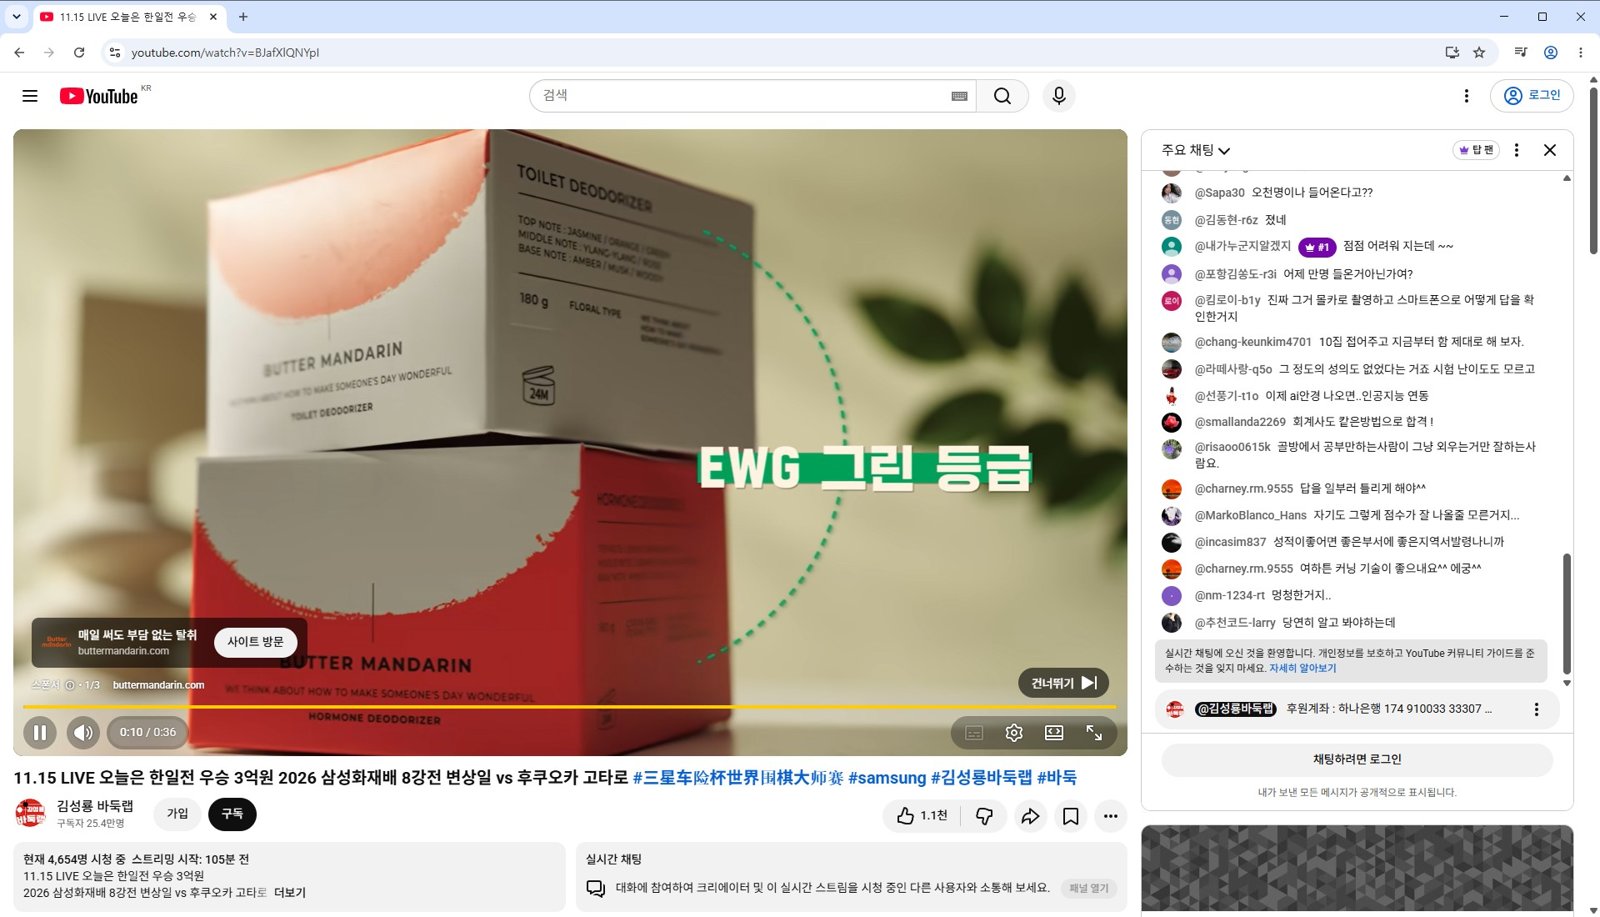 11.15 LIVE 오늘은 한일전 우승
youtube.com/watch?v=BJafXlQNYpI
YouTube KR
검색
로그인
TOILET DEODORIZER
TOP NOTE : JASMINE / ORANGE / GREEN
MIDDLE NOTE : YLANG-YLANG / ROSE
BASE NOTE : AMBER / MUSK / WOODY
180 g FLORAL TYPE
WE THINK ABOUT
HOW TO MAKE
SOMEONE'S DAY WONDERFUL
24M
BUTTER MANDARIN
WE THINK ABOUT HOW TO MAKE SOMEONE'S DAY WONDERFUL
TOILET DEODORIZER
EWG 그린 등급
HORMONE
BUTTER MANDARIN
WE THINK ABOUT HOW TO MAKE SOMEONE'S DAY WONDERFUL
HORMONE DEODORIZER
Butter mandarin
매일 써도 부담 없는 탈취
buttermandarin.com
사이트 방문
스폰서 · 1/3 buttermandarin.com
건너뛰기
0:10 / 0:36
11.15 LIVE 오늘은 한일전 우승 3억원 2026 삼성화재배 8강전 변상일 vs 후쿠오카 고타로 #三星车险杯世界围棋大师赛 #samsung #김성룡바둑랩 #바둑
김성룡 바둑랩
구독자 25.4만명
가입
구독
1.1천
현재 4,654명 시청 중 스트리밍 시작: 105분 전
11.15 LIVE 오늘은 한일전 우승 3억원
2026 삼성화재배 8강전 변상일 vs 후쿠오카 고타로 더보기
실시간 채팅
대화에 참여하여 크리에이터 및 이 실시간 스트림을 시청 중인 다른 사용자와 소통해 보세요.
패널 열기
주요 채팅
탑 팬
@Sapa30 오천명이나 들어온다고??
동현 @김동현-r6z 졌네
@내가누군지알겠지 #1 점점 어려워 지는데 ~~
@포항김쏭도-r3i 어제 만명 들온거아닌가여?
로이 @킴로이-b1y 진짜 그거 몰카로 촬영하고 스마트폰으로 어떻게 답을 확
인한거지
@chang-keunkim4701 10집 접어주고 지금부터 함 제대로 해 보자.
@라떼사랑-q5o 그 정도의 성의도 없었다는 거죠 시험 난이도도 모르고
@선풍기-t1o 이제 ai안경 나오면..인공지능 연동
@smallanda2269 회계사도 캍은방법으로 합격 !
@risaoo0615k 골방에서 공부만하는사람이 그냥 외우는거만 잘하는사
람요.
@charney.rm.9555 답을 일부러 틀리게 해야^^
@MarkoBlanco_Hans 자기도 그렇게 점수가 잘 나올줄 모른거지...
@incasim837 성적이좋어면 좋은부서에 좋은지역서발령나니까
@charney.rm.9555 여하튼 커닝 기술이 좋으내요^^ 에궁^^
@nm-1234-rt 멍청한거지..
@추천코드-larry 당연히 알고 봐야하는데
실시간 채팅에 오신 것을 환영합니다. 개인정보를 보호하고 YouTube 커뮤니티 가이드를 준
수하는 것을 잊지 마세요. 자세히 알아보기
@김성룡바둑랩 후원계좌 : 하나은행 174 910033 33307 ...
채팅하려면 로그인
내가 보낸 모든 메시지가 공개적으로 표시됩니다.